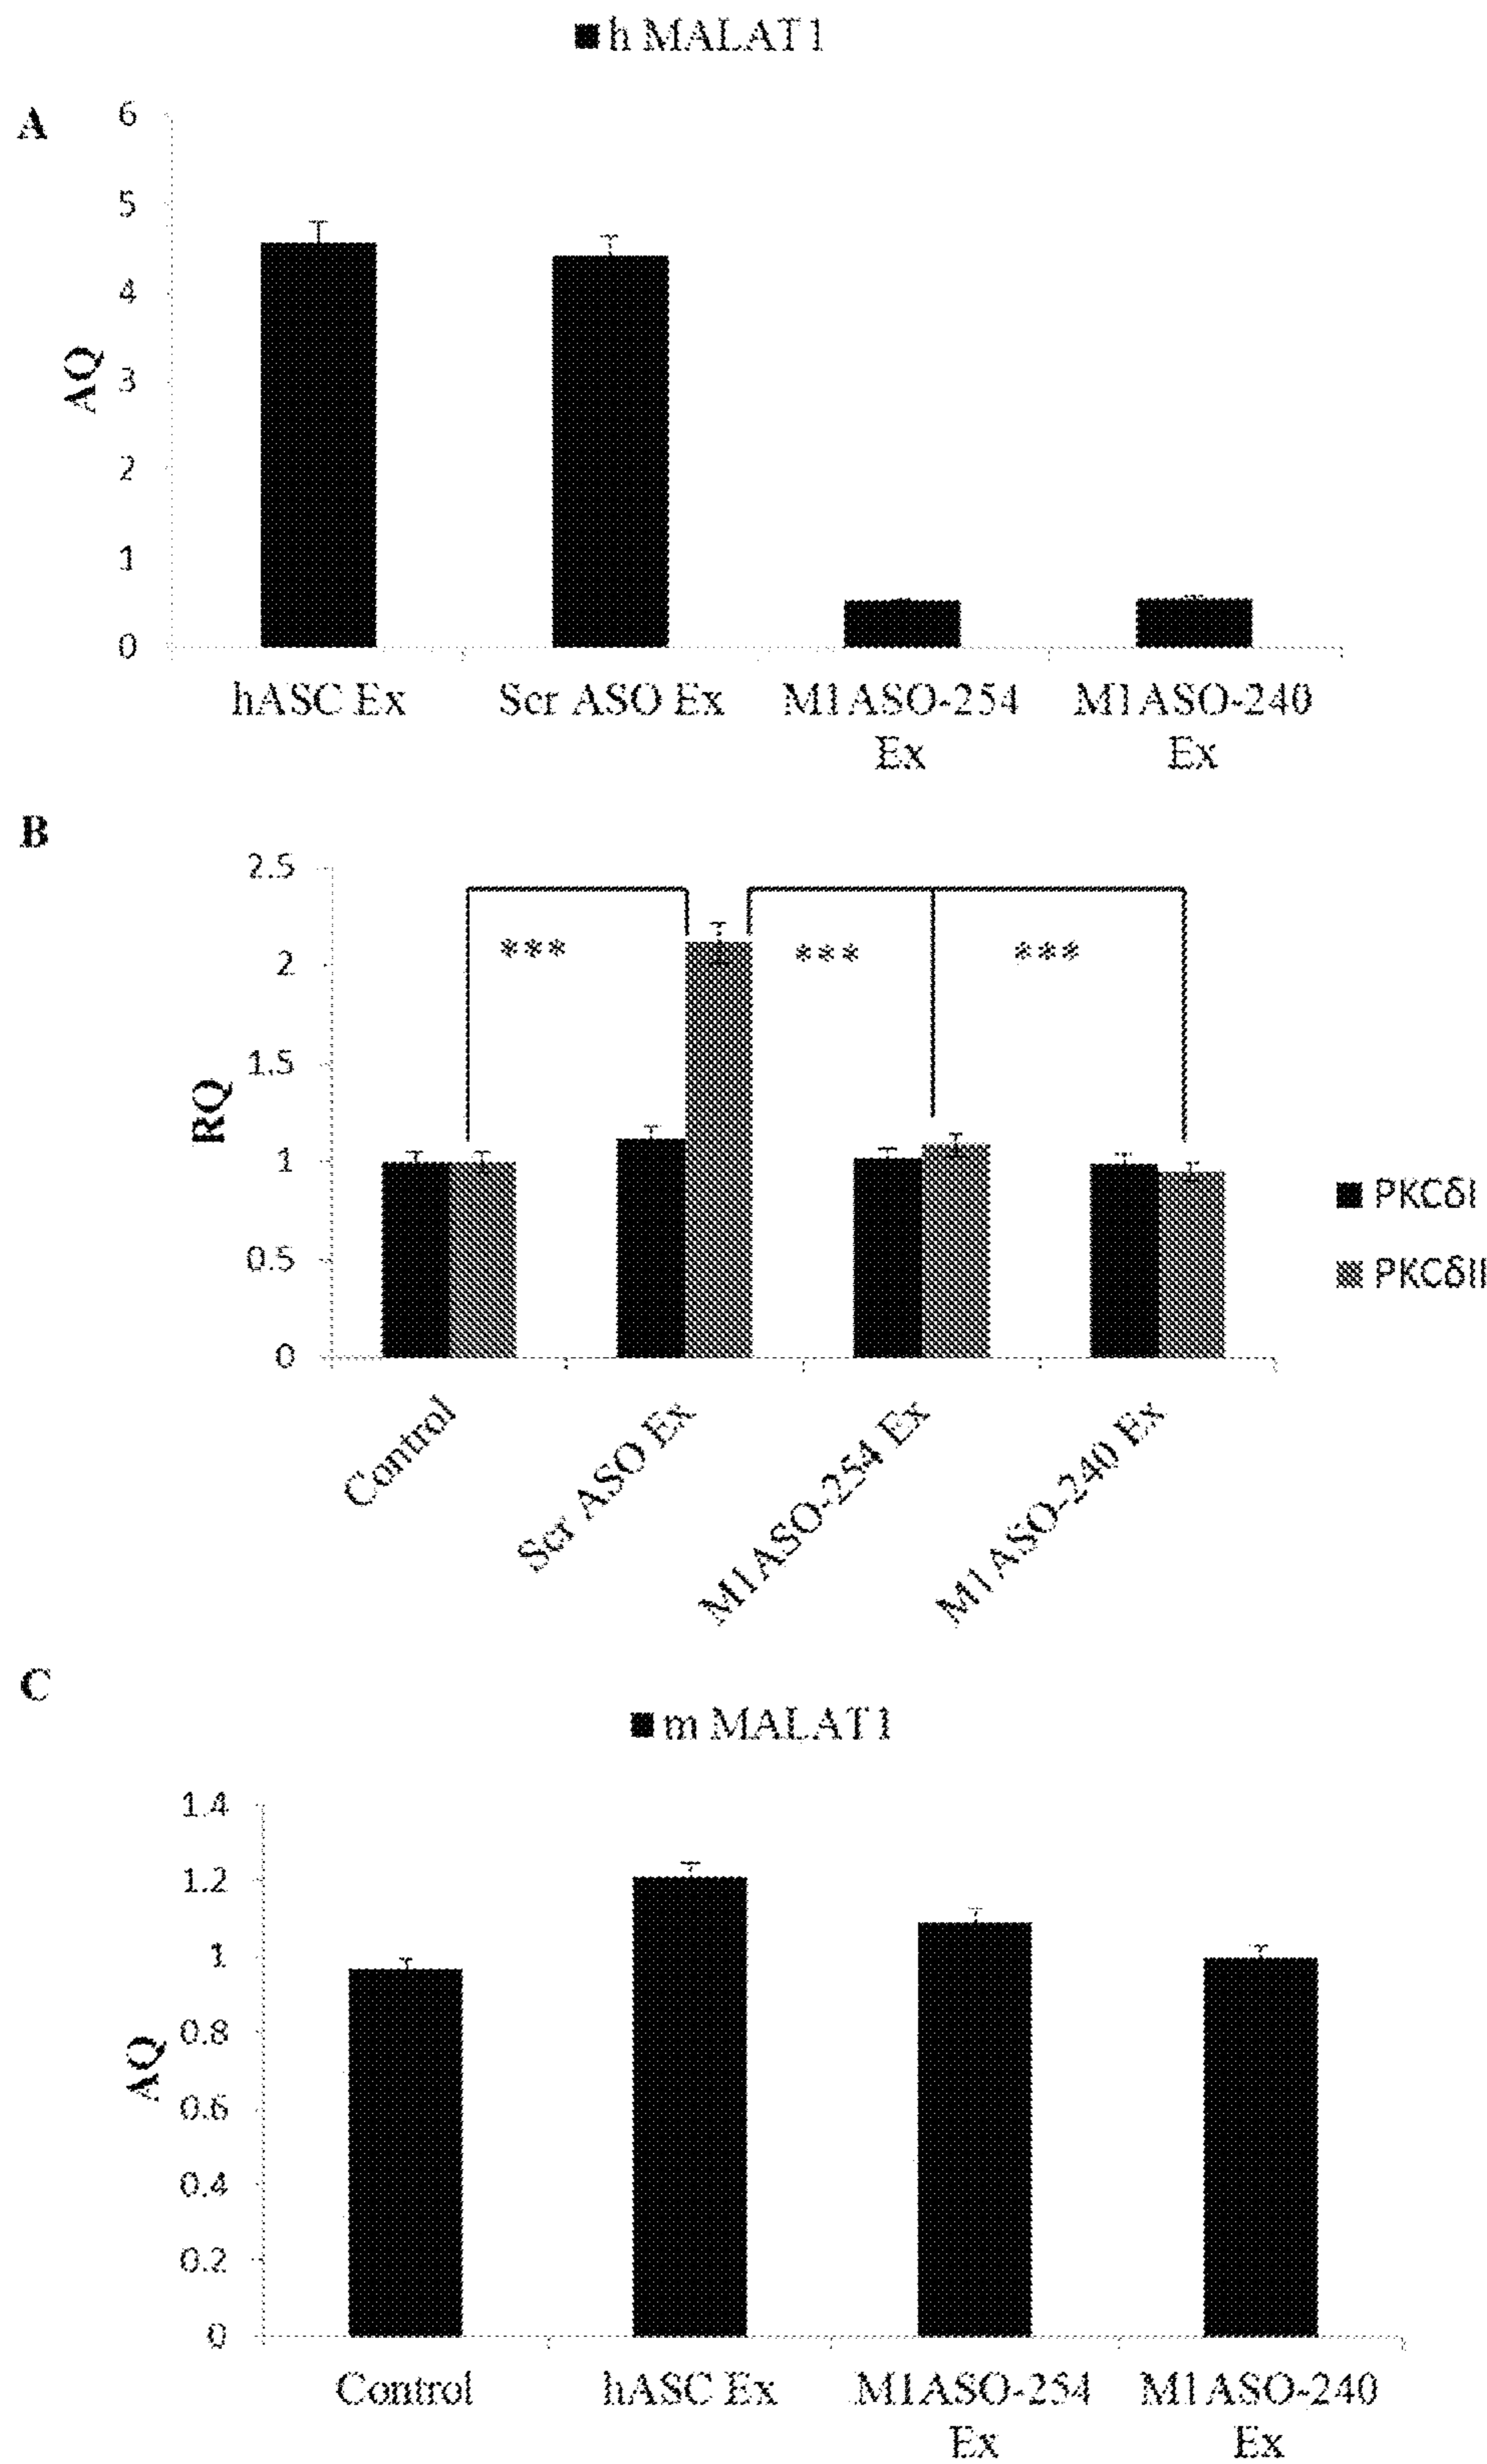 h MALAT1
A
6
5
4
3
2
1
0
AQ
hASC Ex
Scr ASO Ex
M1ASO-254
Ex
M1ASO-240
Ex
B
2.5
2
1.5
1
0.5
0
RQ
***
***
***
PKCδI
PKCδII
Control
Scr ASO Ex
M1ASO-254 Ex
M1ASO-240 Ex
C
m MALAT1
1.4
1.2
1
0.8
0.6
0.4
0.2
0
AQ
Control
hASC Ex
M1ASO-254
Ex
M1ASO-240
Ex